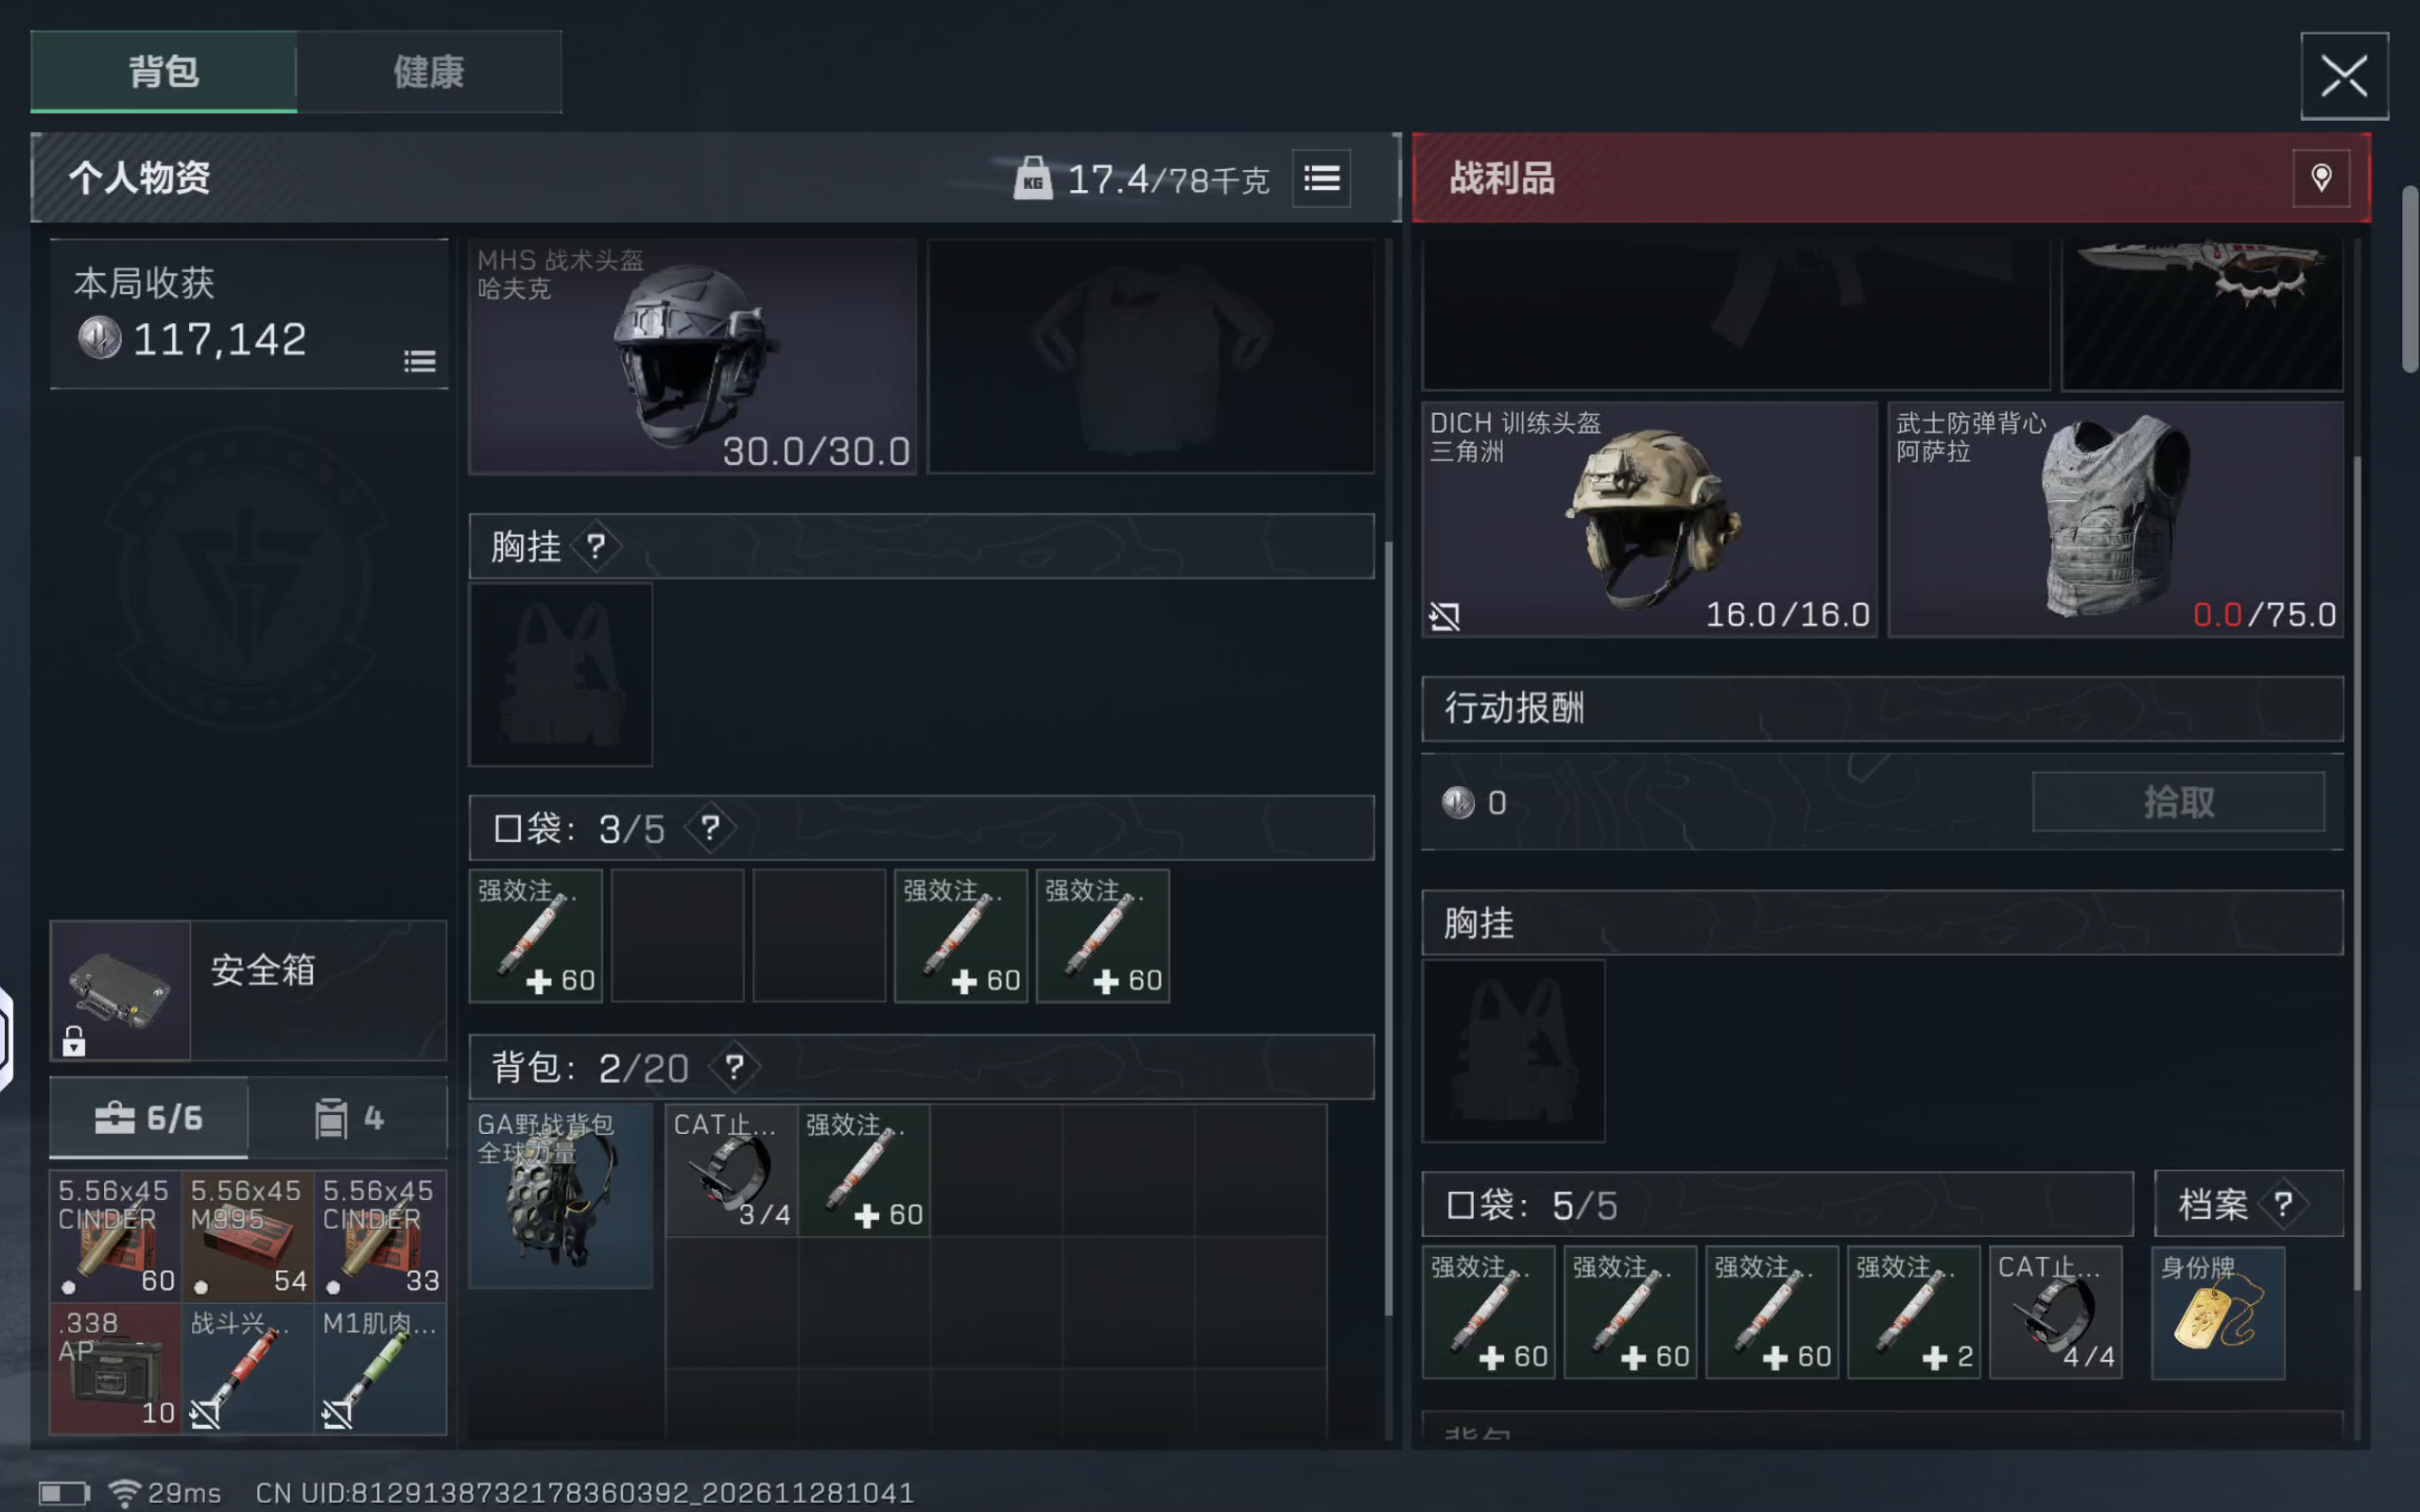 背包
健康
个人物资
KG
17.4/78千克
战利品
本局收获
117,142
MHS 战术头盔
哈夫克
30.0/30.0
DICH 训练头盔
三角洲
16.0/16.0
武士防弹背心
阿萨拉
0.0/75.0
胸挂 ?
行动报酬
0
拾取
口袋: 3/5 ?
强效注...
60
强效注...
60
强效注...
60
胸挂
安全箱
背包: 2/20 ?
6/6
4
GA野战背包
全球力量
CAT止...
3/4
强效注...
60
5.56x45
CINDER
60
5.56x45
M995
54
5.56x45
CINDER
33
.338
AP
10
战斗兴...
M1肌肉...
口袋: 5/5
档案 ?
强效注...
60
强效注...
60
强效注...
60
强效注...
2
CAT止...
4/4
身份牌
背包
29ms
CN UID:8129138732178360392_202611281041